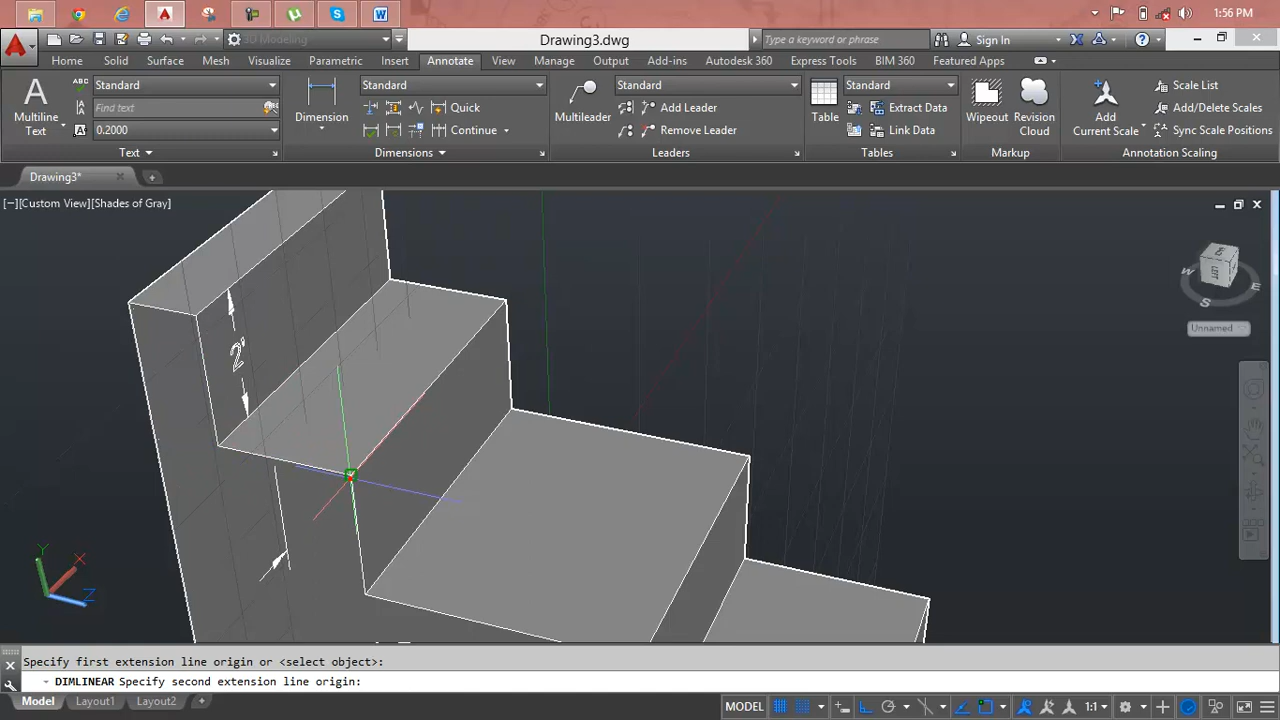 1:56 PM
3D Modeling
Drawing3.dwg
Type a keyword or phrase
Sign In
Home Solid Surface Mesh Visualize Parametric Insert Annotate View Manage Output Add-ins Autodesk 360 Express Tools BIM 360 Featured Apps
Multiline Text
Standard
Find text
0.2000
Text
Dimension
Standard
Quick
Continue
Dimensions
Multileader
Standard
Add Leader
Remove Leader
Leaders
Table
Standard
Extract Data
Link Data
Tables
Wipeout
Revision Cloud
Markup
Add Current Scale
Scale List
Add/Delete Scales
Sync Scale Positions
Annotation Scaling
Drawing3*
[−][Custom View][Shades of Gray]
2'
W
S
E
LEFT
Unnamed
Y
X
Z
Specify first extension line origin or <select object>:
DIMLINEAR Specify second extension line origin:
Model Layout1 Layout2
MODEL
1:1